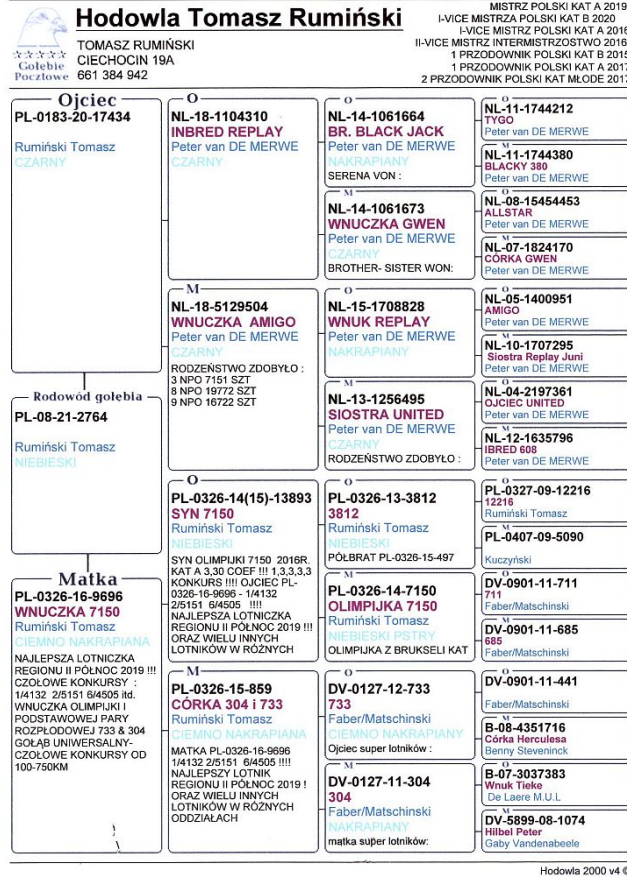 Hodowla Tomasz Rumiński
TOMASZ RUMIŃSKI
CIECHOCIN 19A
661 384 942
Gołębie
Pocztowe
MISTRZ POLSKI KAT A 2019
I-VICE MISTRZA POLSKI KAT B 2020
I-VICE MISTRZ POLSKI KAT A 2016
II-VICE MISTRZ INTERMISTRZOSTWO 2016
1 PRZODOWNIK POLSKI KAT B 2015
1 PRZODOWNIK POLSKI KAT A 2017
2 PRZODOWNIK POLSKI KAT MŁODE 2017
Ojciec
PL-0183-20-17434
Rumiński Tomasz
CZARNY
Rodowód gołębia
PL-08-21-2764
Rumiński Tomasz
NIEBIESKI
Matka
PL-0326-16-9696
WNUCZKA 7150
Rumiński Tomasz
CIEMNO NAKRAPIANA
NAJLEPSZA LOTNICZKA
REGIONU II PÓŁNOC 2019 !!!
CZOŁOWE KONKURSY :
1/4132 2/5151 6/4505 itd.
WNUCZKA OLIMPIJKI I
PODSTAWOWEJ PARY
ROZPŁODOWEJ 733 & 304
GOŁĄB UNIWERSALNY-
CZOŁOWE KONKURSY OD
100-750KM
O
NL-18-1104310
INBRED REPLAY
Peter van DE MERWE
CZARNY
M
NL-18-5129504
WNUCZKA AMIGO
Peter van DE MERWE
CZARNY
RODZEŃSTWO ZDOBYŁO :
3 NPO 7151 SZT
8 NPO 19772 SZT
9 NPO 16722 SZT
O
PL-0326-14(15)-13893
SYN 7150
Rumiński Tomasz
NIEBIESKI
SYN OLIMPIJKI 7150 2016R.
KAT A 3,30 COEF !!! 1,3,3,3,3
KONKURS !!!! OJCIEC PL-
0326-16-9696 - 1/4132
2/5151 6/4505 !!!!
NAJLEPSZA LOTNICZKA
REGIONU II PÓŁNOC 2019 !!!
ORAZ WIELU INNYCH
LOTNIKÓW W RÓŻNYCH
M
PL-0326-15-859
CÓRKA 304 i 733
Rumiński Tomasz
CIEMNO NAKRAPIANA
MATKA PL-0326-16-9696
1/4132 2/5151 6/4505 !!!!
NAJLEPSZY LOTNIK
REGIONU II PÓŁNOC 2019 !
ORAZ WIELU INNYCH
LOTNIKÓW W RÓŻNYCH
ODDZIAŁACH
O
NL-14-1061664
BR. BLACK JACK
Peter van DE MERWE
NAKRAPIANY
SERENA VON :
M
NL-14-1061673
WNUCZKA GWEN
Peter van DE MERWE
CZARNY
BROTHER- SISTER WON:
O
NL-15-1708828
WNUK REPLAY
Peter van DE MERWE
NAKRAPIANY
M
NL-13-1256495
SIOSTRA UNITED
Peter van DE MERWE
CZARNY
RODZEŃSTWO ZDOBYŁO :
O
PL-0326-13-3812
3812
Rumiński Tomasz
NIEBIESKI
PÓŁBRAT PL-0326-15-497
M
PL-0326-14-7150
OLIMPIJKA 7150
Rumiński Tomasz
NIEBIESKI PSTRY
OLIMPIJKA Z BRUKSELI KAT
O
DV-0127-12-733
733
Faber/Matschinski
CIEMNO NAKRAPIANY
Ojciec super lotników :
M
DV-0127-11-304
304
Faber/Matschinski
NAKRAPIANY
matka super lotników:
O
NL-11-1744212
TYGO
Peter van DE MERWE
M
NL-11-1744380
BLACKY 380
Peter van DE MERWE
O
NL-08-15454453
ALLSTAR
Peter van DE MERWE
M
NL-07-1824170
CÓRKA GWEN
Peter van DE MERWE
O
NL-05-1400951
AMIGO
Peter van DE MERWE
M
NL-10-1707295
Siostra Replay Juni
Peter van DE MERWE
O
NL-04-2197361
OJCIEC UNITED
Peter van DE MERWE
M
NL-12-1635796
IBRED 608
Peter van DE MERWE
O
PL-0327-09-12216
12216
Rumiński Tomasz
M
PL-0407-09-5090
Kuczyński
O
DV-0901-11-711
711
Faber/Matschinski
M
DV-0901-11-685
685
Faber/Matschinski
O
DV-0901-11-441
Faber/Matschinski
M
B-08-4351716
Córka Herculesa
Benny Steveninck
O
B-07-3037383
Wnuk Tieke
De Laere M.U.L
M
DV-5899-08-1074
Hilbel Peter
Gaby Vandenabeele
Hodowla 2000 v4 ©